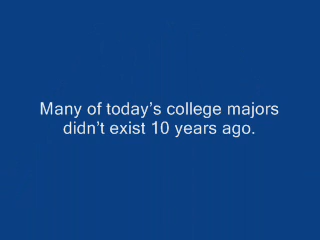 Many of today’s college majors
didn’t exist 10 years ago.